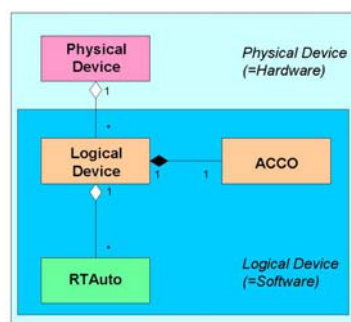 Physical
Device
Physical Device
(=Hardware)
1
*
Logical
Device
1
1
ACCO
1
*
RTAuto
Logical Device
(=Software)